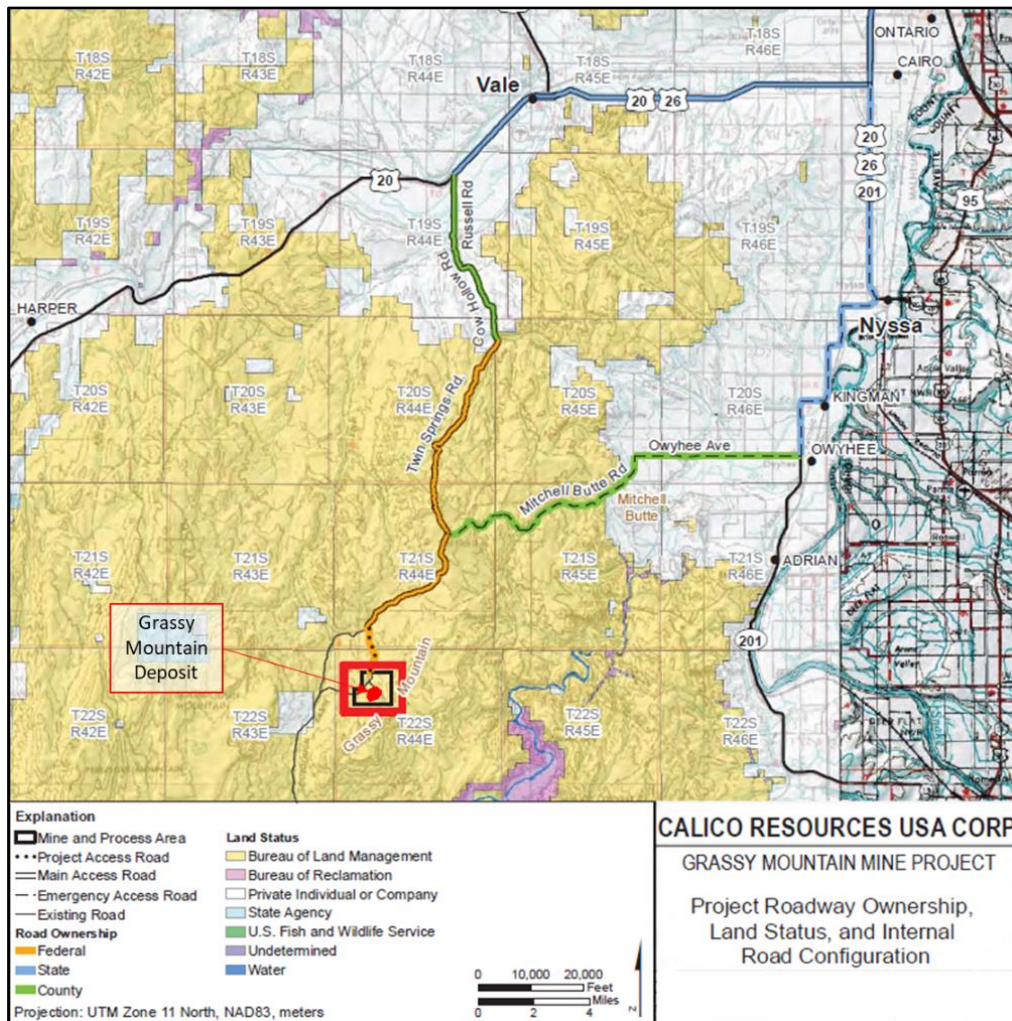 ONTARIO
CAIRO
T18S
R42E
T18S
R43E
T18S
R44E
T18S
R45E
T18S
R46E
Vale
20 26
20
26
201
COUNTY
COUNTY
95
20
T19S
R42E
T19S
R43E
T19S
R44E
T19S
R45E
T19S
R46E
Russell Rd
Cow Hollow Rd
HARPER
Nyssa
T20S
R42E
T20S
R43E
T20S
R44E
T20S
R45E
T20S
R46E
Twin Springs Rd
KINGMAN
Owyhee Ave
OWYHEE
Mitchell Butte Rd
Mitchell
Butte
T21S
R42E
T21S
R43E
T21S
R44E
T21S
R45E
T21S
R46E
ADRIAN
Grassy
Mountain
Deposit
201
Grassy Mountain
T22S
R42E
T22S
R43E
T22S
R44E
T22S
R45E
T22S
R46E
Explanation
Mine and Process Area
Project Access Road
Main Access Road
Emergency Access Road
Existing Road
Road Ownership
Federal
State
County
Projection: UTM Zone 11 North, NAD83, meters
Land Status
Bureau of Land Management
Bureau of Reclamation
Private Individual or Company
State Agency
U.S. Fish and Wildlife Service
Undetermined
Water
0 10,000 20,000
Feet
Miles
0 2 4
N
CALICO RESOURCES USA CORP
GRASSY MOUNTAIN MINE PROJECT
Project Roadway Ownership,
Land Status, and Internal
Road Configuration